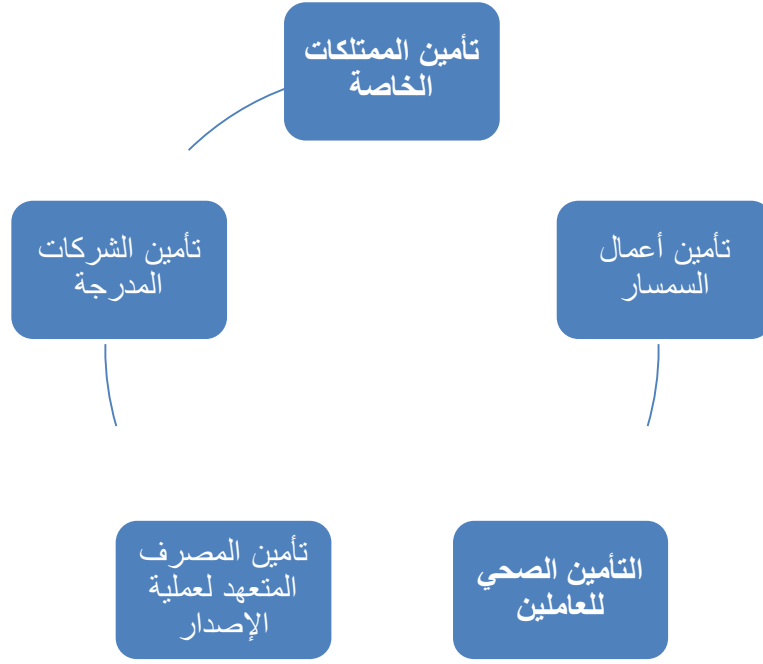 تأمين الممتلكات
الخاصة
تأمين أعمال
السمسار
التأمين الصحي
للعاملين
تأمين المصرف
المتعهد لعملية
الإصدار
تأمين الشركات
المدرجة